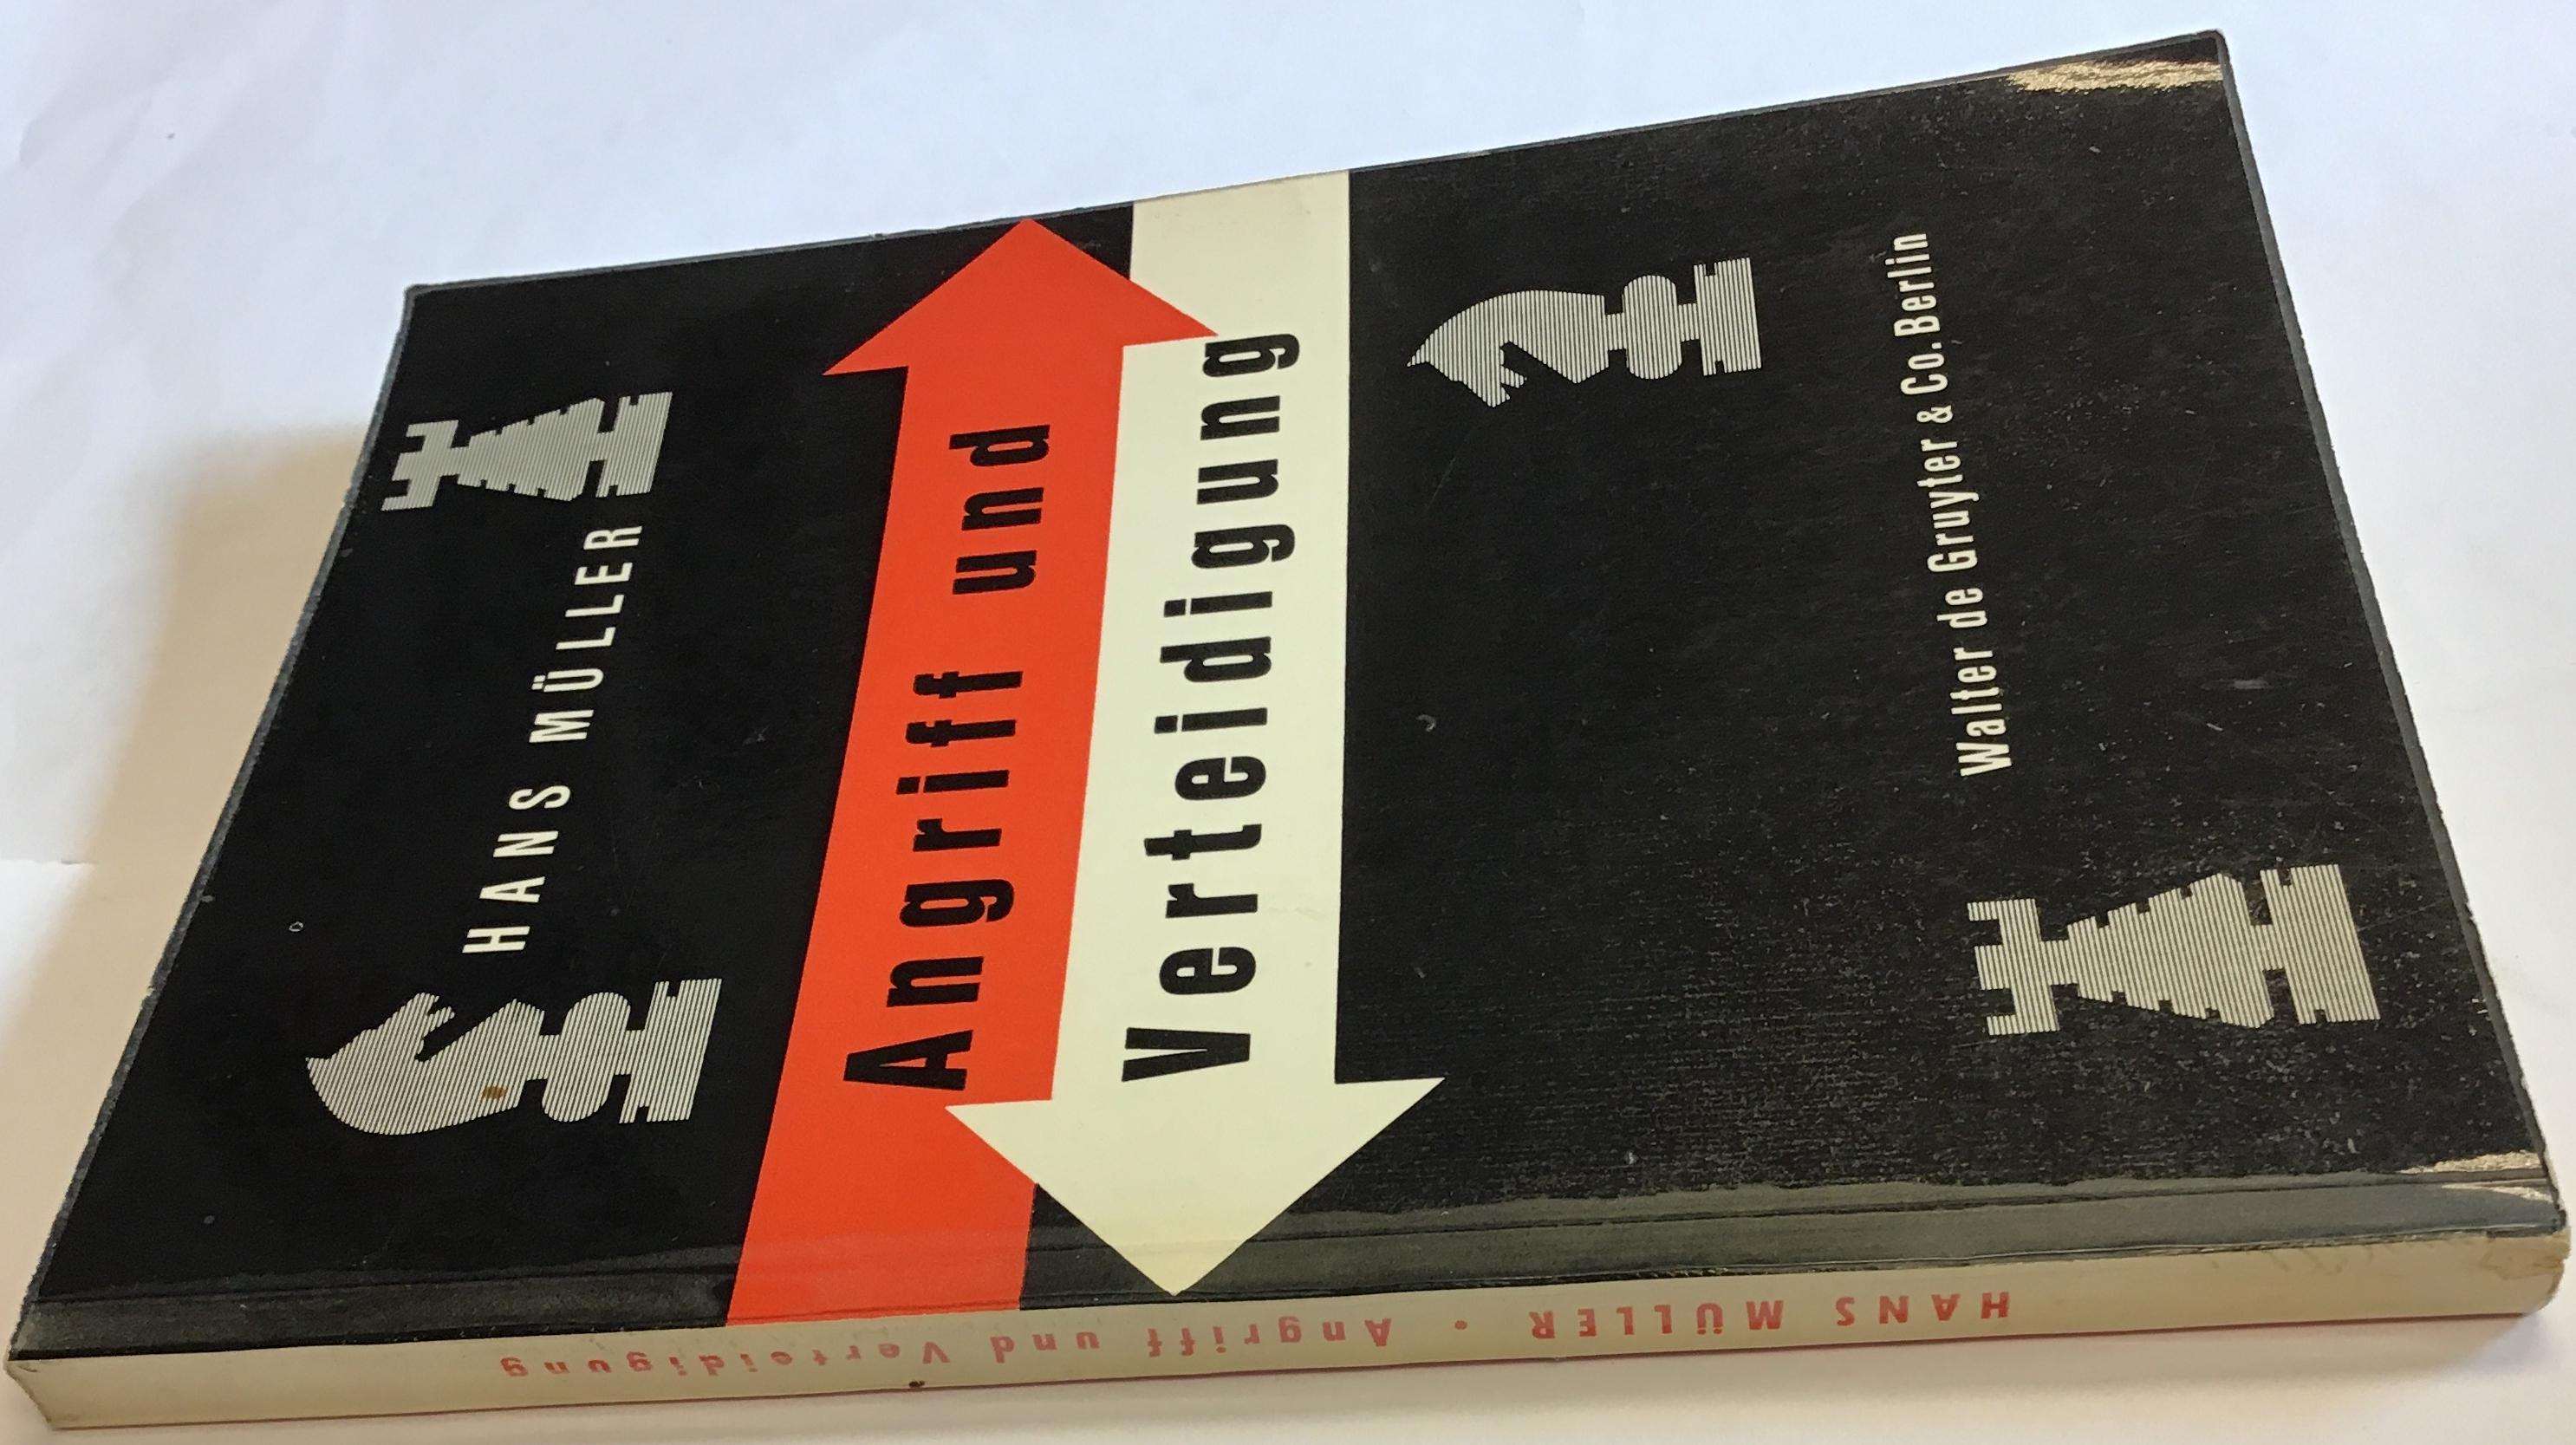 HANS MÜLLER
Angriff und
Verteidigung
Walter de Gruyter & Co. Berlin
HANS MÜLLER • Angriff und Verteidigung